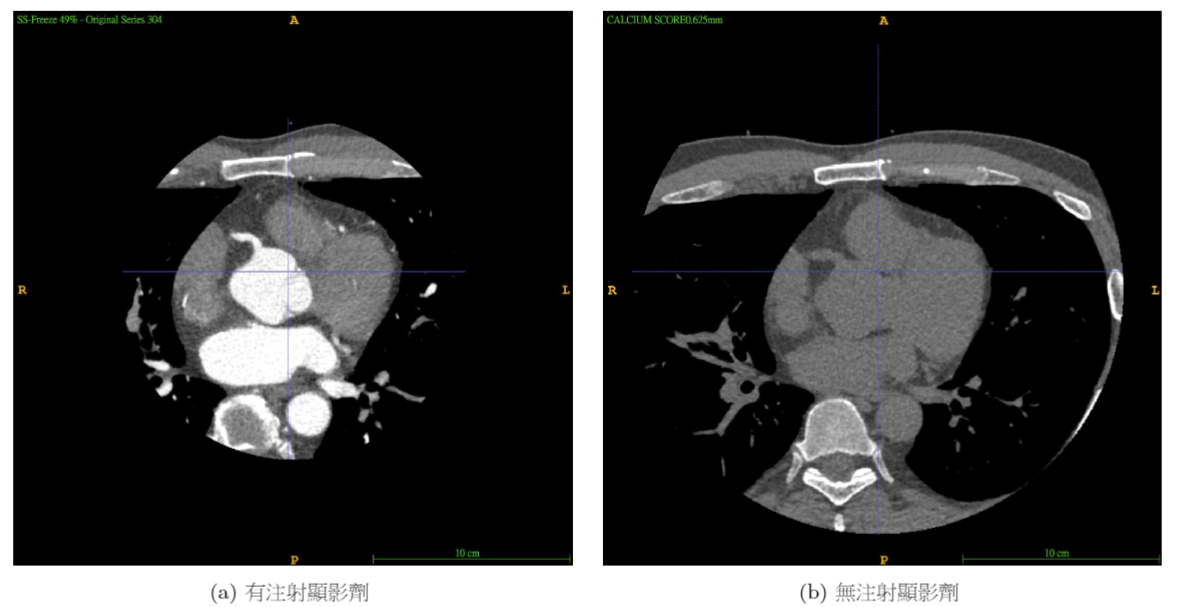 SS-Freeze 49% - Original Series 304
A
R
L
10 cm
P
(a) 有注射顯影劑
CALCIUM SCORE0.625mm
A
R
L
10 cm
P
(b) 無注射顯影劑